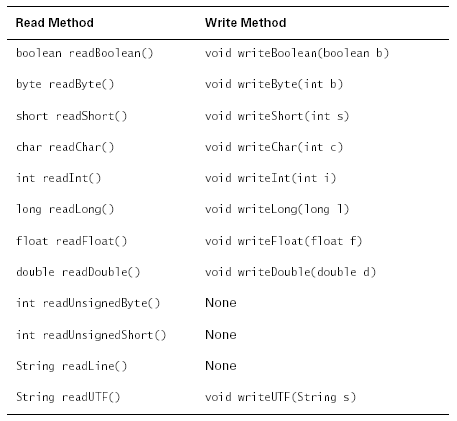 Read Method Write Method
boolean readBoolean() void writeBoolean(boolean b)
byte readByte() void writeByte(int b)
short readShort() void writeShort(int s)
char readChar() void writeChar(int c)
int readInt() void writeInt(int i)
long readLong() void writeLong(long l)
float readFloat() void writeFloat(float f)
double readDouble() void writeDouble(double d)
int readUnsignedByte() None
int readUnsignedShort() None
String readLine() None
String readUTF() void writeUTF(String s)